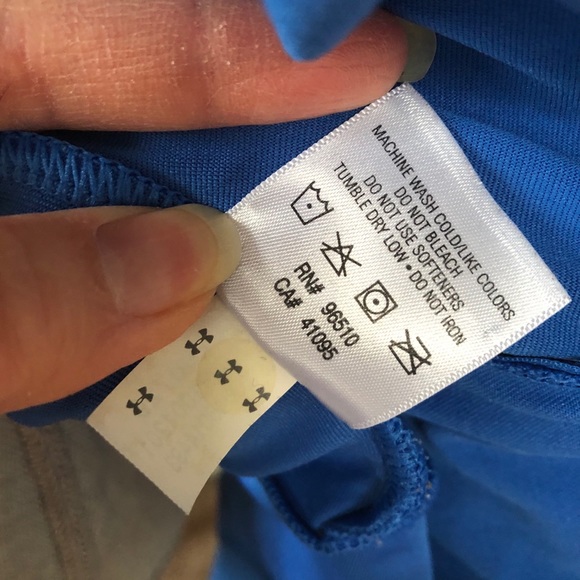 MACHINE WASH COLD/LIKE COLORS
DO NOT BLEACH
DO NOT USE SOFTENERS
TUMBLE DRY LOW • DO NOT IRON
RN# 96510
CA# 41095